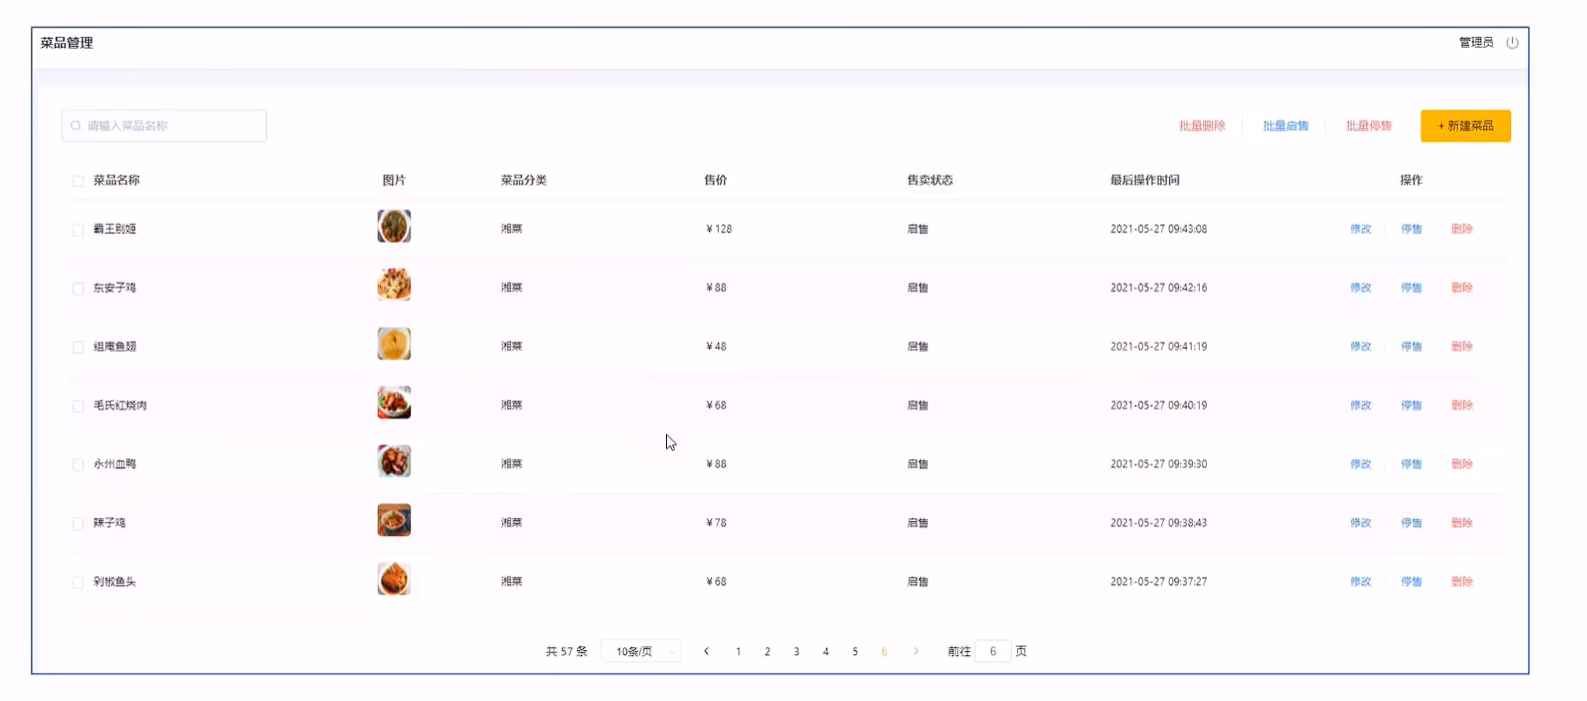 菜品管理 管理员
请输入菜品名称 批量删除 批量启售 批量停售 + 新建菜品
菜品名称 图片 菜品分类 售价 售卖状态 最后操作时间 操作
霸王别姬 湘菜 ¥ 128 启售 2021-05-27 09:43:08 修改 停售 删除
东安子鸡 湘菜 ¥ 88 启售 2021-05-27 09:42:16 修改 停售 删除
组庵鱼翅 湘菜 ¥ 48 启售 2021-05-27 09:41:19 修改 停售 删除
毛氏红烧肉 湘菜 ¥ 68 启售 2021-05-27 09:40:19 修改 停售 删除
永州血鸭 湘菜 ¥ 88 启售 2021-05-27 09:39:30 修改 停售 删除
辣子鸡 湘菜 ¥ 78 启售 2021-05-27 09:38:43 修改 停售 删除
剁椒鱼头 湘菜 ¥ 68 启售 2021-05-27 09:37:27 修改 停售 删除
共 57 条 10条/页 1 2 3 4 5 6 前往 6 页